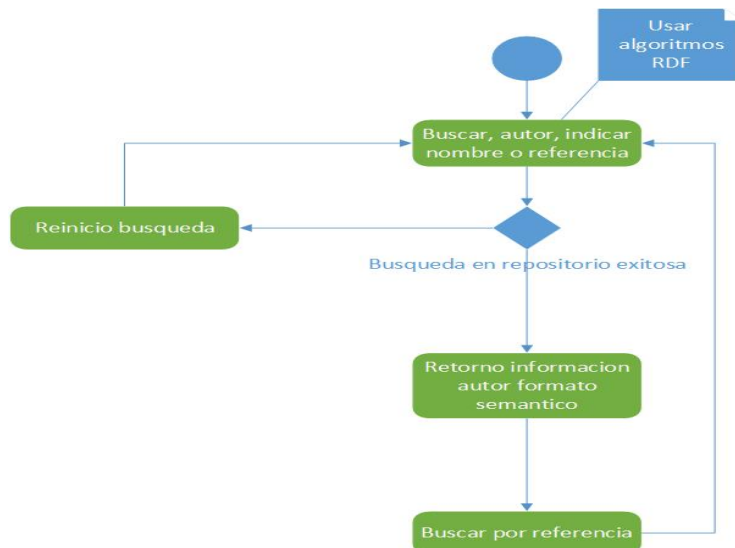 Usar
algoritmos
RDF
Buscar, autor, indicar
nombre o referencia
Reinicio busqueda
Busqueda en repositorio exitosa
Retorno informacion
autor formato
semantico
Buscar por referencia